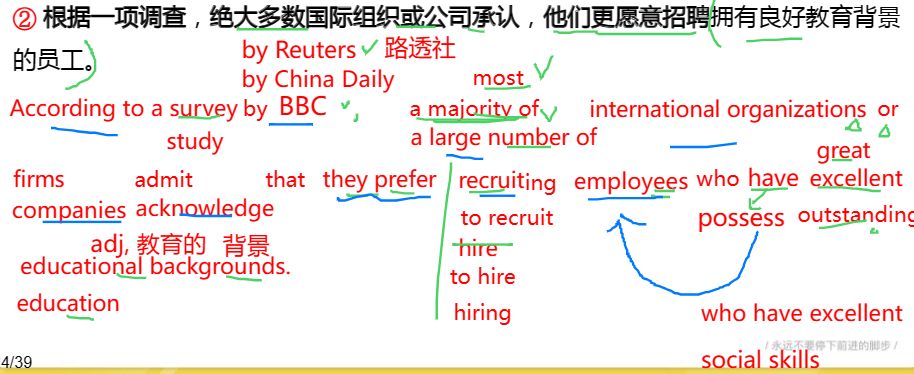 ② 根据一项调查，绝大多数国际组织或公司承认，他们更愿意招聘拥有良好教育背景
的员工。
by Reuters 路透社
by China Daily
most
According to a survey by BBC a majority of international organizations or
study a large number of
great
firms admit that they prefer recruiting employees who have excellent
companies acknowledge to recruit possess outstanding
adj, 教育的 背景
hire
educational backgrounds.
to hire
education
hiring who have excellent
/ 永远不要停下前进的脚步 /
4/39
social skills